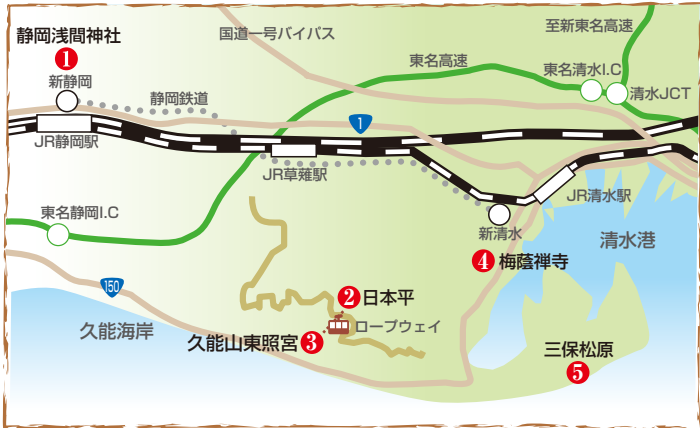 静岡浅間神社
1
新静岡
静岡鉄道
国道一号バイパス
東名高速
至新東名高速
東名清水I.C
清水JCT
1
JR静岡駅
JR草薙駅
JR清水駅
東名静岡I.C
新清水
清水港
4 梅蔭禅寺
150
2 日本平
久能海岸
ロープウェイ
久能山東照宮 3
三保松原
5